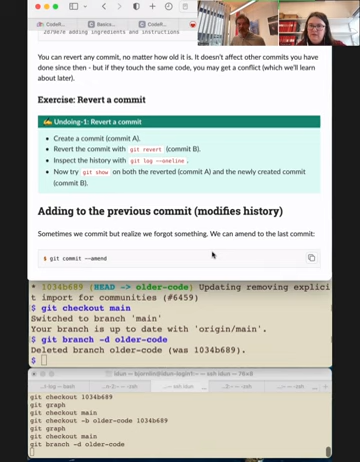 CodeR...
Basics...
CodeR...
adding ingredients and instructions
You can revert any commit, no matter how old it is. It doesn't affect other commits you
have done since then - but if they touch the same code, you may get a conflict (which we'll learn
about later).
Exercise: Revert a commit
Undoing-1: Revert a commit
Create a commit (commit A).
Revert the commit with git revert (commit B).
Inspect the history with git log --oneline.
Now try git show on both the reverted (commit A) and the newly created commit
(commit B).
Adding to the previous commit (modifies history)
Sometimes we commit but realize we forgot something. We can amend to the last commit:
$ git commit --amend
* 1034b689 (HEAD -> older-code) Updating removing explici
t import for communities (#6459)
$ git checkout main
Switched to branch 'main'
Your branch is up to date with 'origin/main'.
$ git branch -d older-code
Deleted branch older-code (was 1034b689).
$
git checkout 1034b689
git graph
git checkout main
git checkout -b older-code 1034b689
git graph
git checkout main
git branch -d older-code